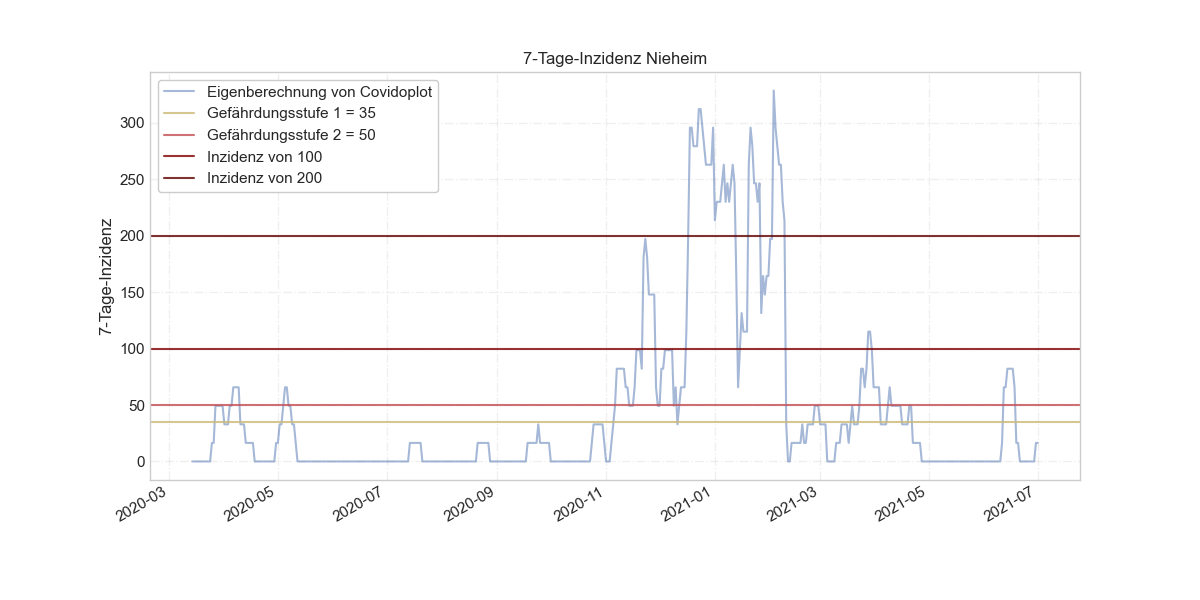 7-Tage-Inzidenz Nieheim
Eigenberechnung von Covidoplot
Gefährdungsstufe 1 = 35
Gefährdungsstufe 2 = 50
Inzidenz von 100
Inzidenz von 200
7-Tage-Inzidenz
300
250
200
150
100
50
0
2020-03
2020-05
2020-07
2020-09
2020-11
2021-01
2021-03
2021-05
2021-07